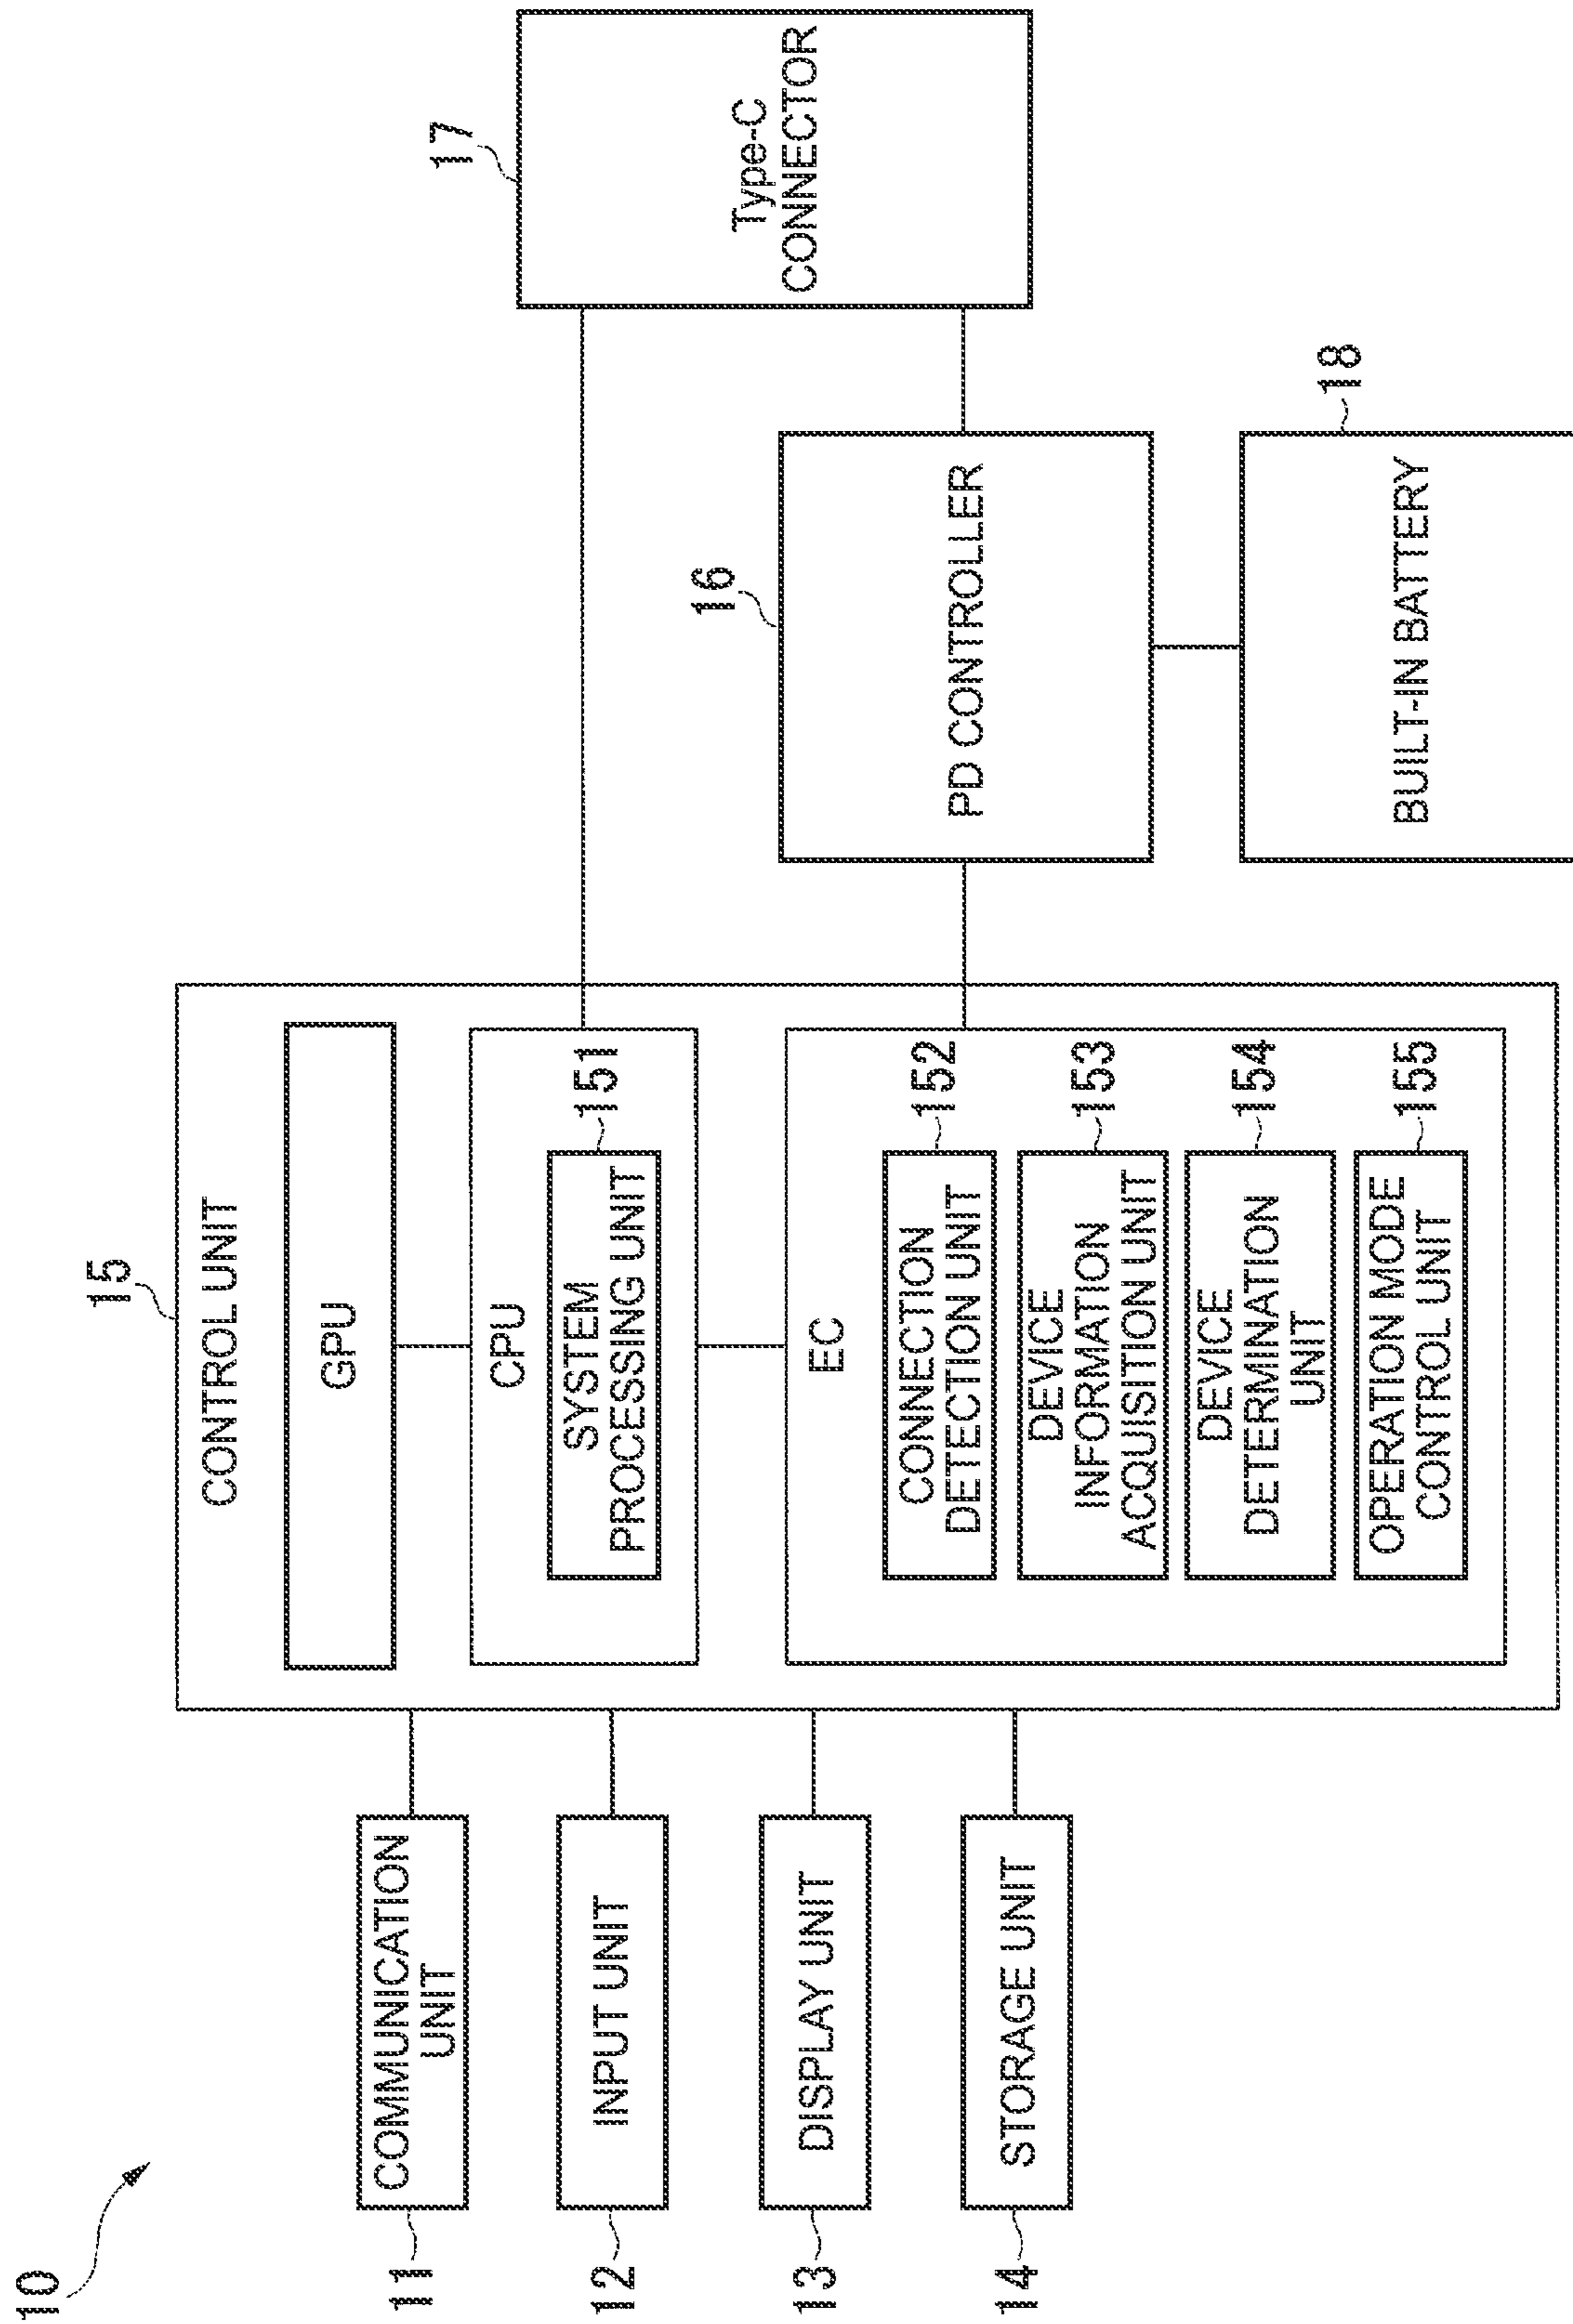 10
15
CONTROL UNIT
GPU
CPU
SYSTEM
PROCESSING UNIT
151
EC
CONNECTION
DETECTION UNIT
152
DEVICE
INFORMATION
ACQUISITION UNIT
153
DEVICE
DETERMINATION
UNIT
154
OPERATION MODE
CONTROL UNIT
155
11
COMMUNICATION
UNIT
12
INPUT UNIT
13
DISPLAY UNIT
14
STORAGE UNIT
16
PD CONTROLLER
17
Type-C
CONNECTOR
18
BUILT-IN BATTERY